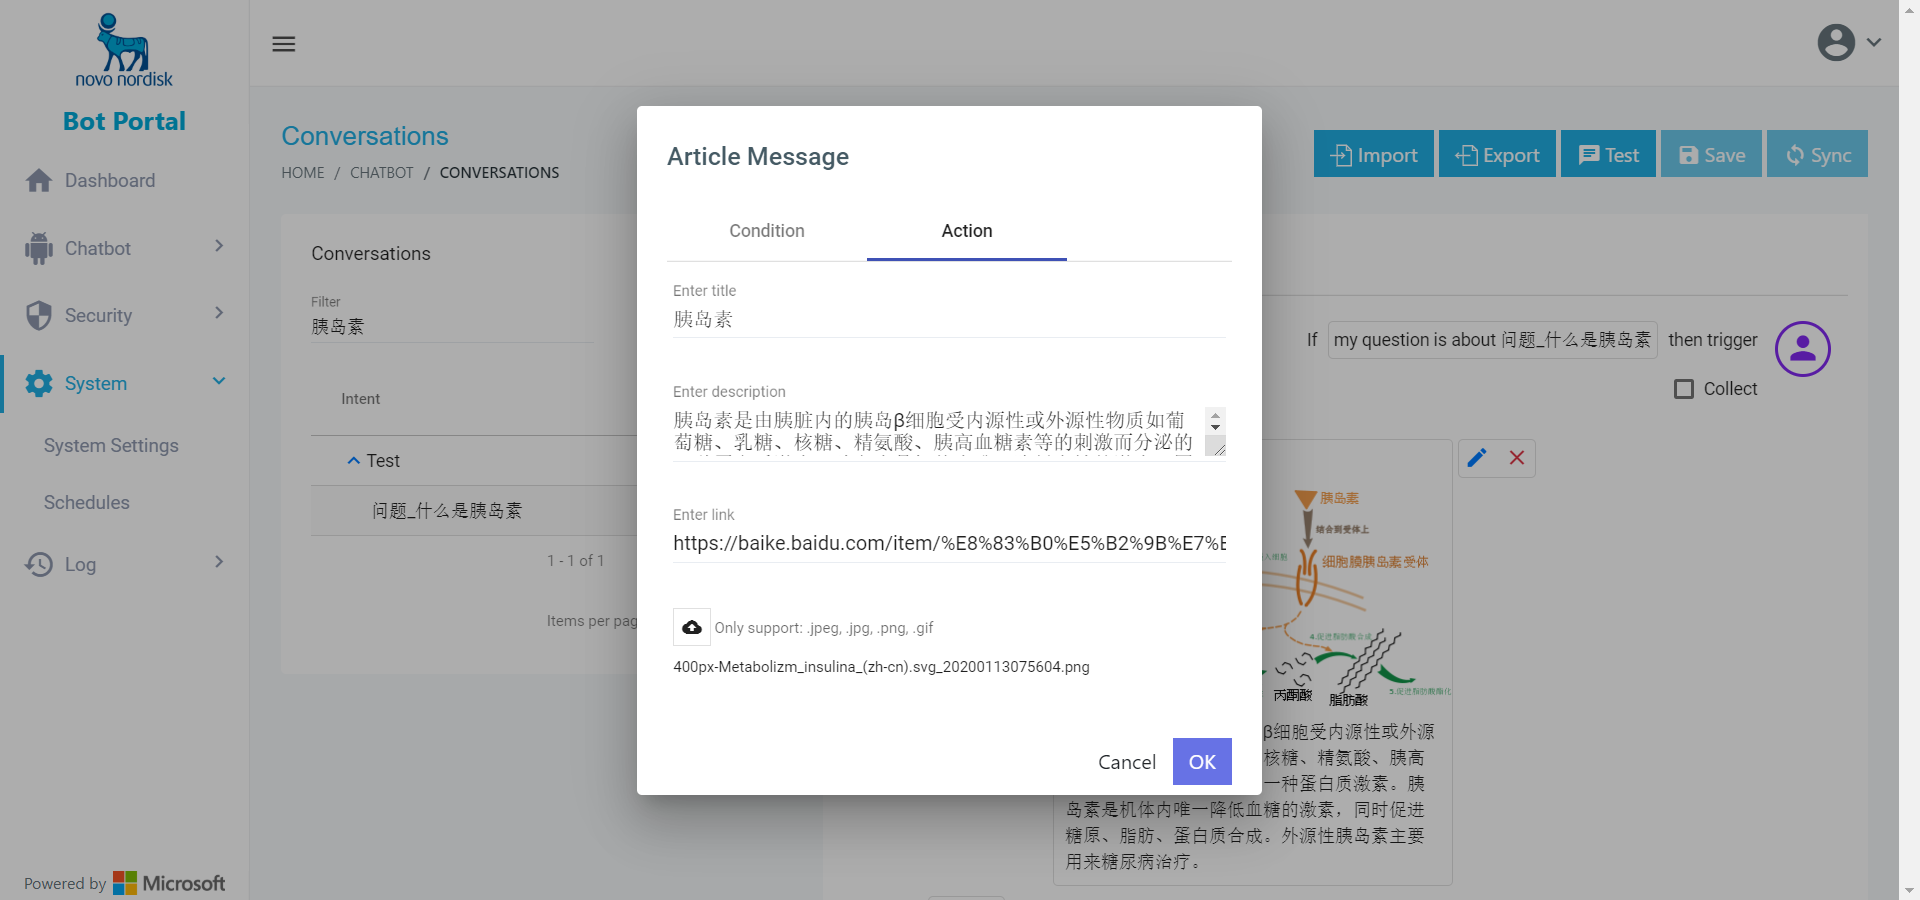 novo nordisk
Bot Portal
Dashboard
Chatbot
Security
System
System Settings
Schedules
Log
Powered by Microsoft
Conversations
HOME / CHATBOT / CONVERSATIONS
Import
Export
Test
Save
Sync
Conversations
Filter
胰岛素
Intent
Test
问题_什么是胰岛素
1 - 1 of 1
Items per pag
Article Message
Condition
Action
Enter title
胰岛素
Enter description
胰岛素是由胰脏内的胰岛β细胞受内源性或外源性物质如葡
萄糖、乳糖、核糖、精氨酸、胰高血糖素等的刺激而分泌的
Enter link
https://baike.baidu.com/item/%E8%83%B0%E5%B2%9B%E7%E
Only support: .jpeg, .jpg, .png, .gif
400px-Metabolizm_insulina_(zh-cn).svg_20200113075604.png
Cancel
OK
If my question is about 问题_什么是胰岛素 then trigger
Collect
胰岛素
结合到受体上
细胞膜胰岛素受体
4.促进脂肪酸合成
丙酮酸
脂肪酸
β细胞受内源性或外源
核糖、精氨酸、胰高
一种蛋白质激素。胰
岛素是机体内唯一降低血糖的激素，同时促进
糖原、脂肪、蛋白质合成。外源性胰岛素主要
用来糖尿病治疗。